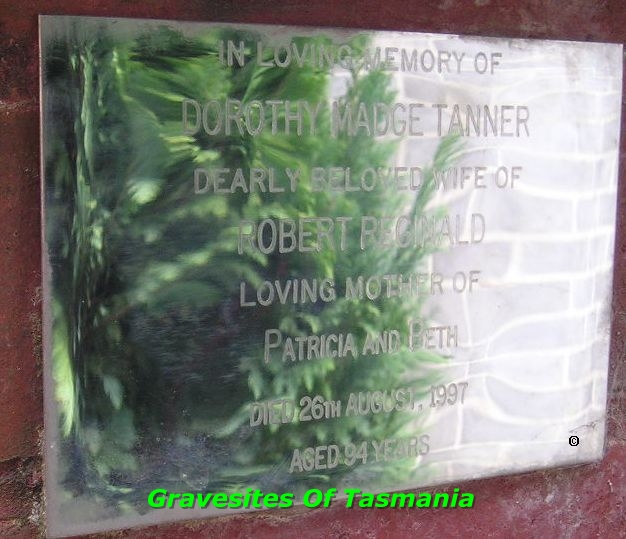 IN LOVING MEMORY OF
DOROTHY MADGE TANNER
DEARLY BELOVED WIFE OF
ROBERT REGINALD
LOVING MOTHER OF
PATRICIA AND BETH
DIED 26TH AUGUST, 1997
AGED 94 YEARS
©
Gravesites Of Tasmania